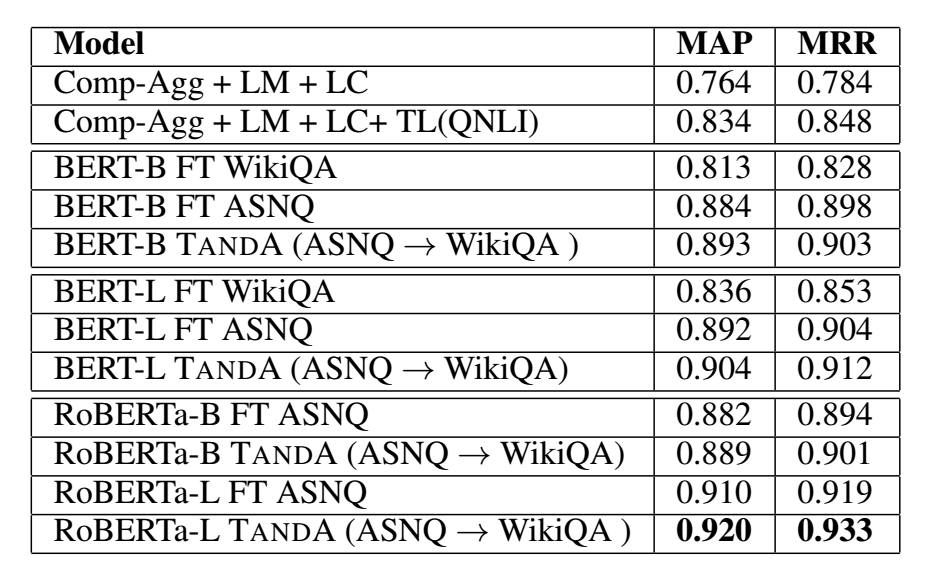 Model MAP MRR
Comp-Agg + LM + LC 0.764 0.784
Comp-Agg + LM + LC+ TL(QNLI) 0.834 0.848
BERT-B FT WikiQA 0.813 0.828
BERT-B FT ASNQ 0.884 0.898
BERT-B TANDA (ASNQ → WikiQA ) 0.893 0.903
BERT-L FT WikiQA 0.836 0.853
BERT-L FT ASNQ 0.892 0.904
BERT-L TANDA (ASNQ → WikiQA) 0.904 0.912
RoBERTa-B FT ASNQ 0.882 0.894
RoBERTa-B TANDA (ASNQ → WikiQA) 0.889 0.901
RoBERTa-L FT ASNQ 0.910 0.919
RoBERTa-L TANDA (ASNQ → WikiQA ) 0.920 0.933